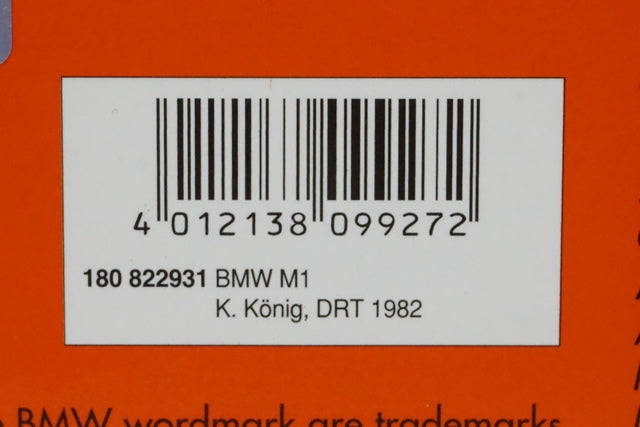 4 012138 099272
180 822931 BMW M1
K. König, DRT 1982
BMW wordmark are trademarks